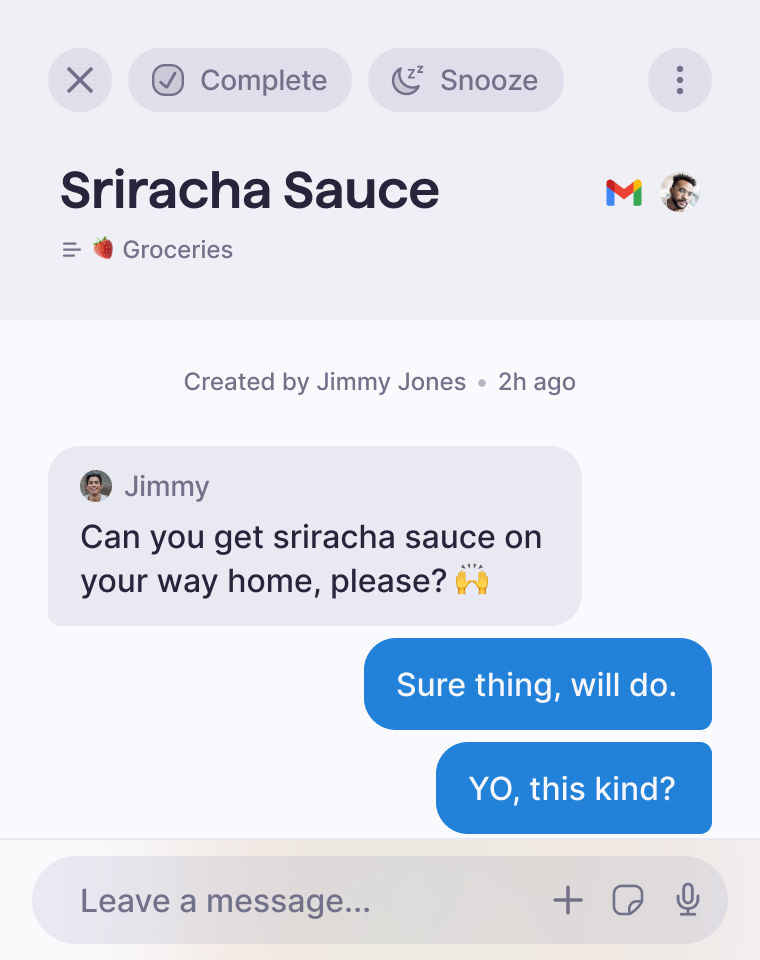 Complete
Snooze
Sriracha Sauce
🍓 Groceries
Created by Jimmy Jones • 2h ago
Jimmy
Can you get sriracha sauce on
your way home, please? 🙌
Sure thing, will do.
YO, this kind?
Leave a message...